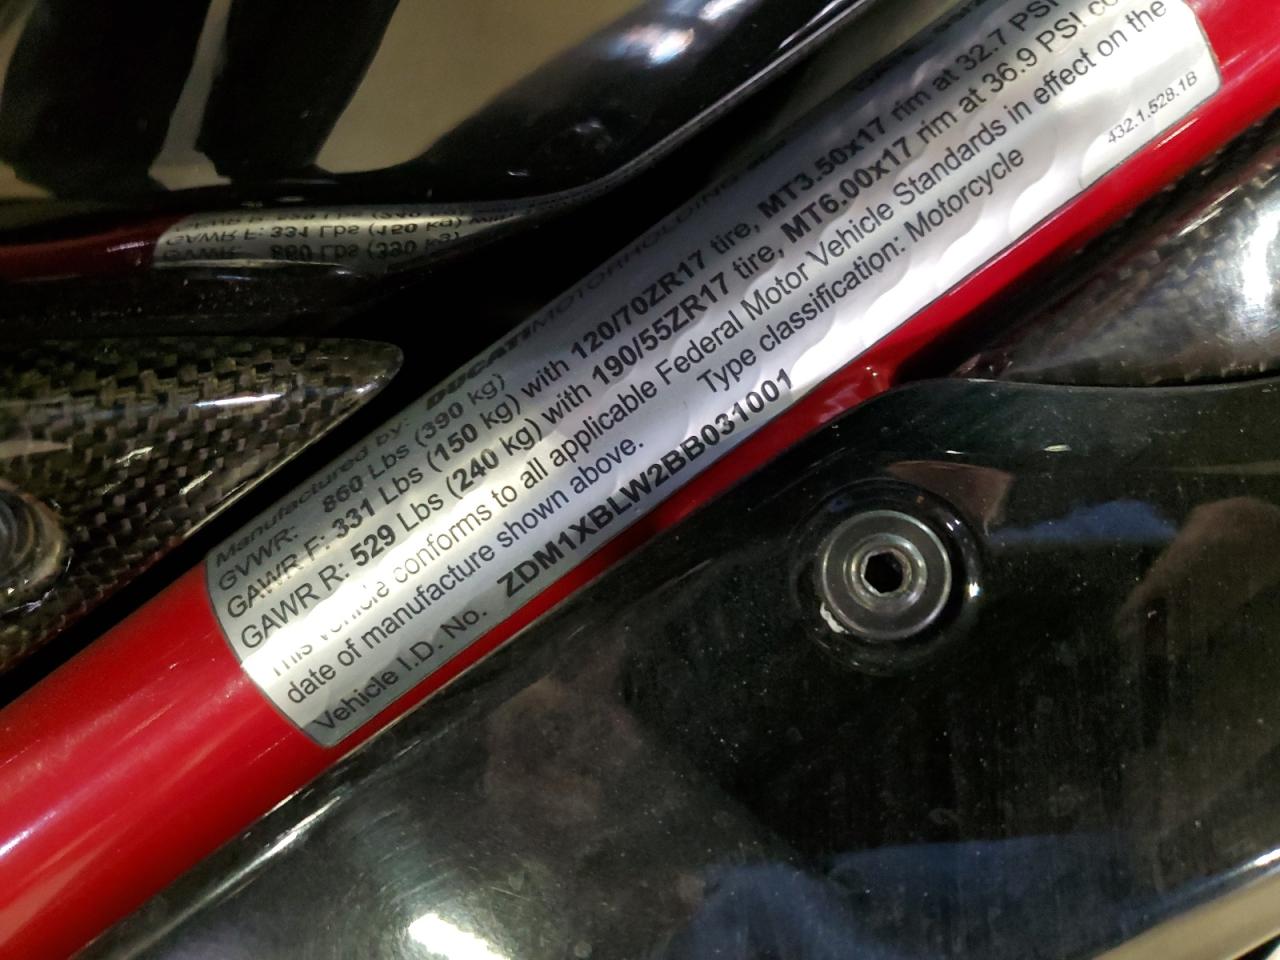 Manufactured by: DUCATIMOTORHOLDING
GVWR: 860 Lbs (390 kg)
GAWR F: 331 Lbs (150 kg) with 120/70ZR17 tire, MT3.50x17 rim at 32.7 PSI
GAWR R: 529 Lbs (240 kg) with 190/55ZR17 tire, MT6.00x17 rim at 36.9 PSI
This vehicle conforms to all applicable Federal Motor Vehicle Standards in effect on the
date of manufacture shown above. Type classification: Motorcycle
Vehicle I.D. No. ZDM1XBLW2BB031001
432.1.528.1B